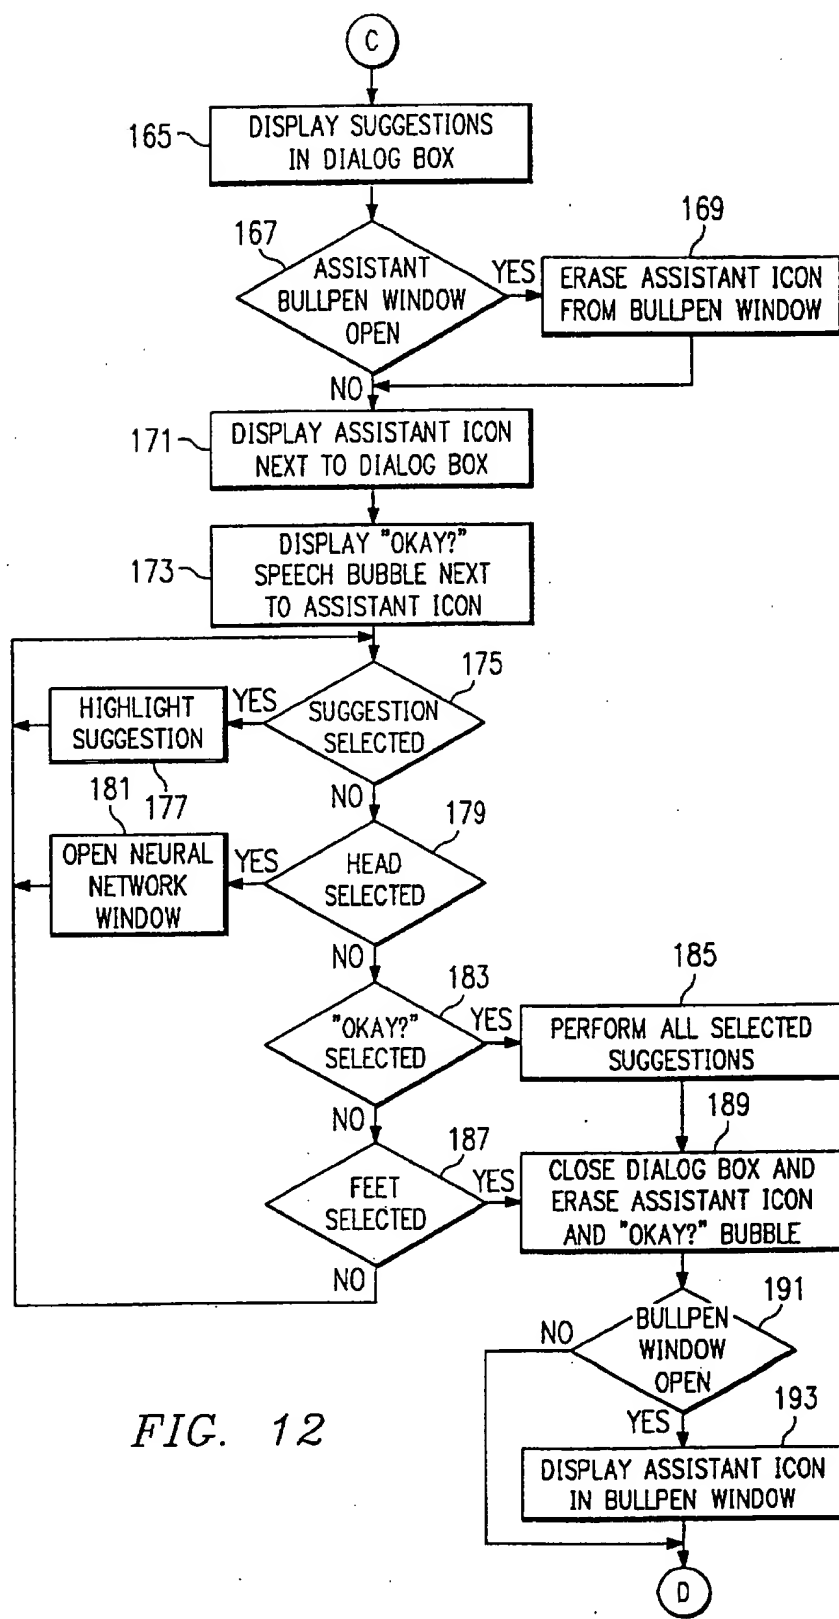 C
165
DISPLAY SUGGESTIONS
IN DIALOG BOX
167
ASSISTANT
BULLPEN WINDOW
OPEN
YES
169
ERASE ASSISTANT ICON
FROM BULLPEN WINDOW
NO
171
DISPLAY ASSISTANT ICON
NEXT TO DIALOG BOX
173
DISPLAY "OKAY?"
SPEECH BUBBLE NEXT
TO ASSISTANT ICON
175
SUGGESTION
SELECTED
YES
HIGHLIGHT
SUGGESTION
177
NO
179
HEAD
SELECTED
YES
181
OPEN NEURAL
NETWORK
WINDOW
NO
183
"OKAY?"
SELECTED
YES
185
PERFORM ALL SELECTED
SUGGESTIONS
NO
187
FEET
SELECTED
YES
189
CLOSE DIALOG BOX AND
ERASE ASSISTANT ICON
AND "OKAY?" BUBBLE
NO
191
BULLPEN
WINDOW
OPEN
NO
YES
193
DISPLAY ASSISTANT ICON
IN BULLPEN WINDOW
D
FIG. 12